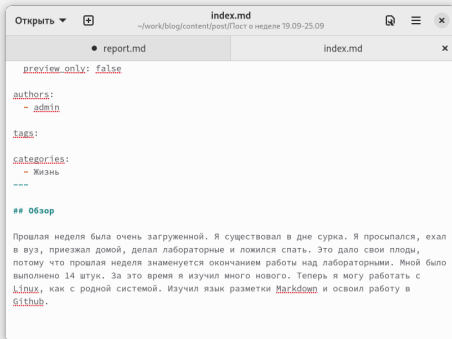 Открыть
index.md
~/work/blog/content/post/Пост о неделе 19.09-25.09
● report.md
index.md
preview_only: false
authors:
- admin
tags:
categories:
- Жизнь
---
## Обзор
Прошлая неделя была очень загруженной. Я существовал в дне сурка. Я просыпался, ехал
в вуз, приезжал домой, делал лабораторные и ложился спать. Это дало свои плоды,
потому что прошлая неделя знаменуется окончанием работы над лабораторными. Мной было
выполнено 14 штук. За это время я изучил много нового. Теперь я могу работать с
Linux, как с родной системой. Изучил язык разметки Markdown и освоил работу в
Github.